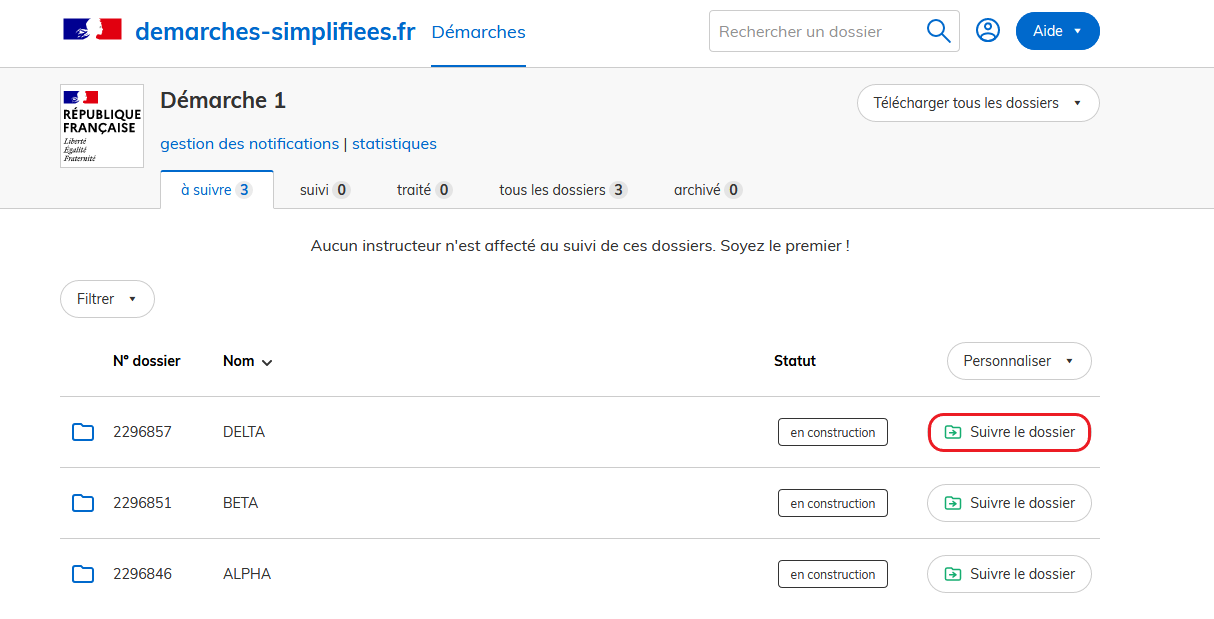 demarches-simplifiees.fr Démarches Rechercher un dossier Aide
RÉPUBLIQUE
FRANÇAISE
Liberté
Égalité
Fraternité
Démarche 1
Télécharger tous les dossiers
gestion des notifications | statistiques
à suivre 3 suivi 0 traité 0 tous les dossiers 3 archivé 0
Aucun instructeur n'est affecté au suivi de ces dossiers. Soyez le premier !
Filtrer
N° dossier Nom Statut Personnaliser
2296857 DELTA en construction Suivre le dossier
2296851 BETA en construction Suivre le dossier
2296846 ALPHA en construction Suivre le dossier